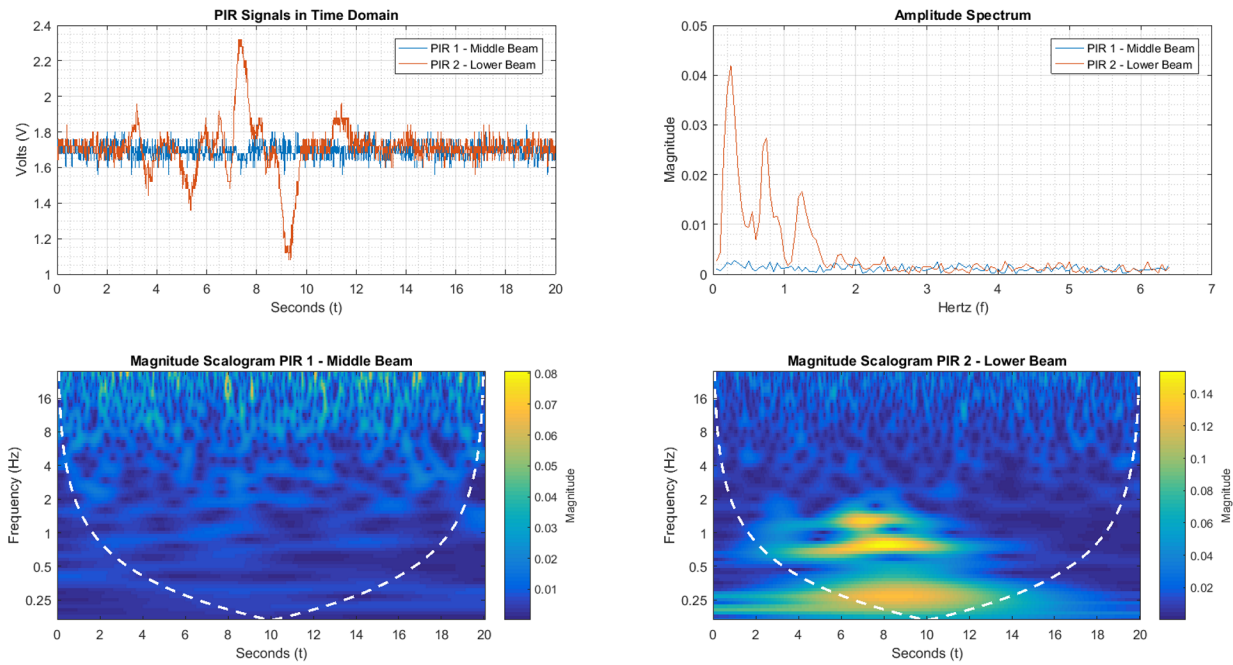 PIR Signals in Time Domain
2.4
2.2
2
1.8
1.6
1.4
1.2
1
Volts (V)
PIR 1 - Middle Beam
PIR 2 - Lower Beam
0 2 4 6 8 10 12 14 16 18 20
Seconds (t)
Amplitude Spectrum
0.05
0.04
0.03
0.02
0.01
0
Magnitude
PIR 1 - Middle Beam
PIR 2 - Lower Beam
0 1 2 3 4 5 6 7
Hertz (f)
Magnitude Scalogram PIR 1 - Middle Beam
16
8
4
2
1
0.5
0.25
Frequency (Hz)
0 2 4 6 8 10 12 14 16 18 20
Seconds (t)
0.08
0.07
0.06
0.05
0.04
0.03
0.02
0.01
Magnitude
Magnitude Scalogram PIR 2 - Lower Beam
16
8
4
2
1
0.5
0.25
Frequency (Hz)
0 2 4 6 8 10 12 14 16 18 20
Seconds (t)
0.14
0.12
0.1
0.08
0.06
0.04
0.02
Magnitude